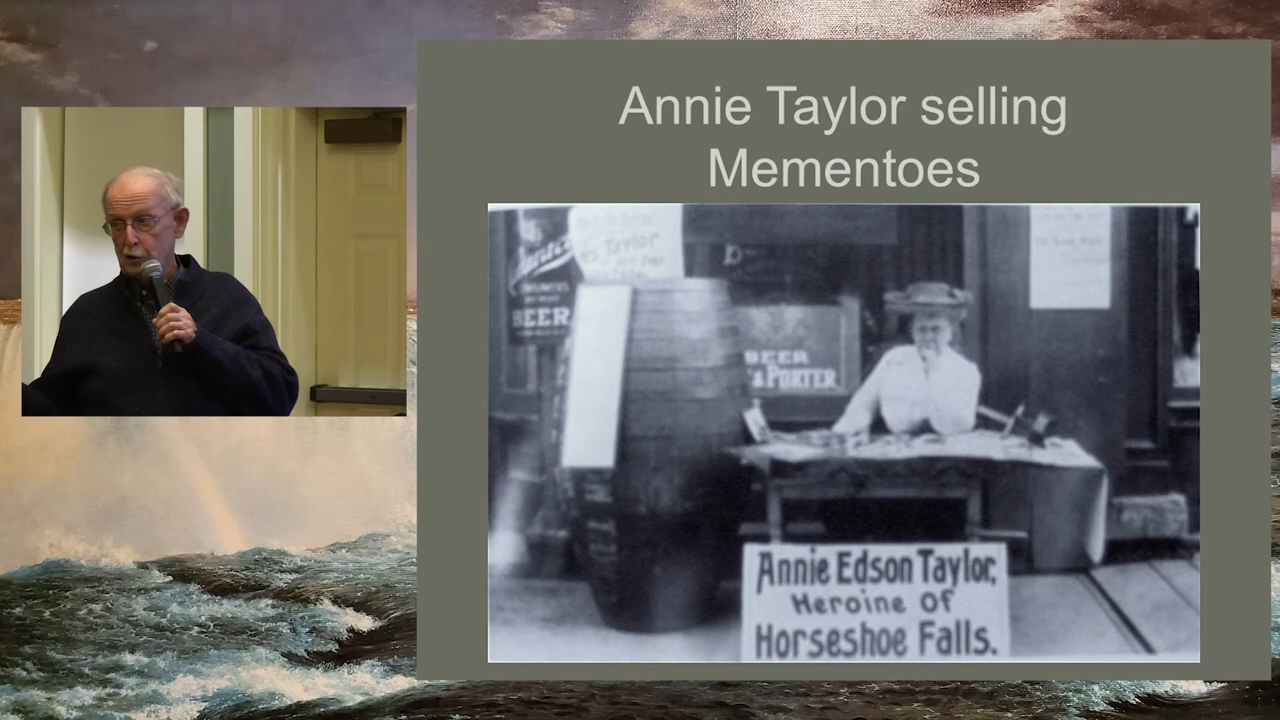 Annie Taylor selling
Mementoes
Taylor
BEER
BEER
& PORTER
Annie Edson Taylor,
Heroine of
Horseshoe Falls.